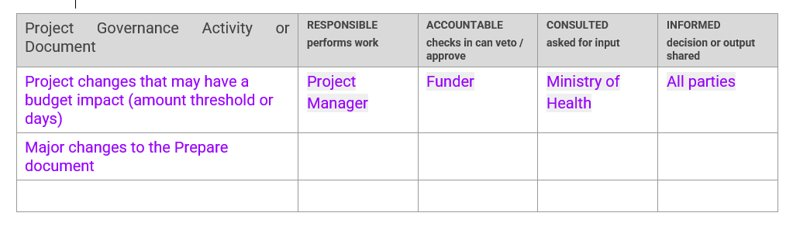 Project Governance Activity or
Document
RESPONSIBLE
performs work
ACCOUNTABLE
checks in can veto /
approve
CONSULTED
asked for input
INFORMED
decision or output
shared
Project changes that may have a
budget impact (amount threshold or
days)
Project
Manager
Funder
Ministry of
Health
All parties
Major changes to the Prepare
document